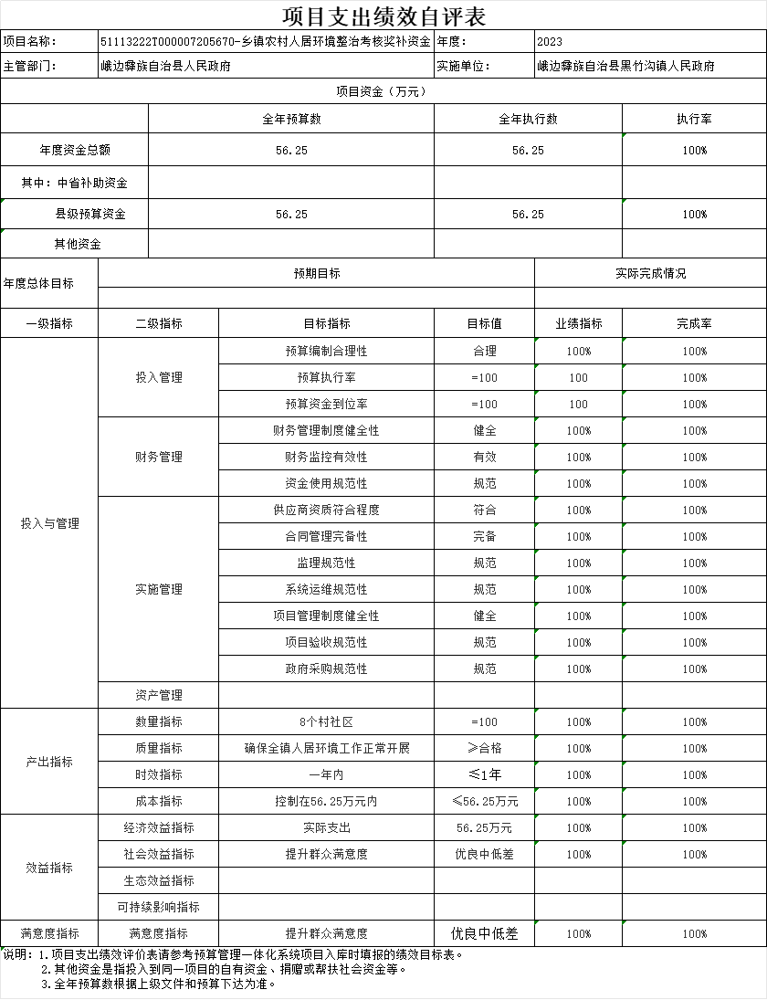 项目支出绩效自评表
项目名称： 51113222T000007205670-乡镇农村人居环境整治考核奖补资金 年度： 2023
主管部门： 峨边彝族自治县人民政府 实施单位： 峨边彝族自治县黑竹沟镇人民政府
项目资金（万元）
全年预算数 全年执行数 执行率
年度资金总额 56.25 56.25 100%
其中：中省补助资金
县级预算资金 56.25 56.25 100%
其他资金
年度总体目标 预期目标 实际完成情况
一级指标 二级指标 目标指标 目标值 业绩指标 完成率
投入与管理 投入管理 预算编制合理性 合理 100% 100%
预算执行率 =100 100 100%
预算资金到位率 =100 100 100%
财务管理 财务管理制度健全性 健全 100% 100%
财务监控有效性 有效 100% 100%
资金使用规范性 规范 100% 100%
实施管理 供应商资质符合程度 符合 100% 100%
合同管理完备性 完备 100% 100%
监理规范性 规范 100% 100%
系统运维规范性 规范 100% 100%
项目管理制度健全性 健全 100% 100%
项目验收规范性 规范 100% 100%
政府采购规范性 规范 100% 100%
资产管理
产出指标 数量指标 8个村社区 =100 100% 100%
质量指标 确保全镇人居环境工作正常开展 ≥合格 100% 100%
时效指标 一年内 ≤1年 100% 100%
成本指标 控制在56.25万元内 ≤56.25万元 100% 100%
效益指标 经济效益指标 实际支出 56.25万元 100% 100%
社会效益指标 提升群众满意度 优良中低差 100% 100%
生态效益指标
可持续影响指标
满意度指标 满意度指标 提升群众满意度 优良中低差 100% 100%
说明：1.项目支出绩效评价表请参考预算管理一体化系统项目入库时填报的绩效目标表。
2.其他资金是指投入到同一项目的自有资金、捐赠或帮扶社会资金等。
3.全年预算数根据上级文件和预算下达为准。